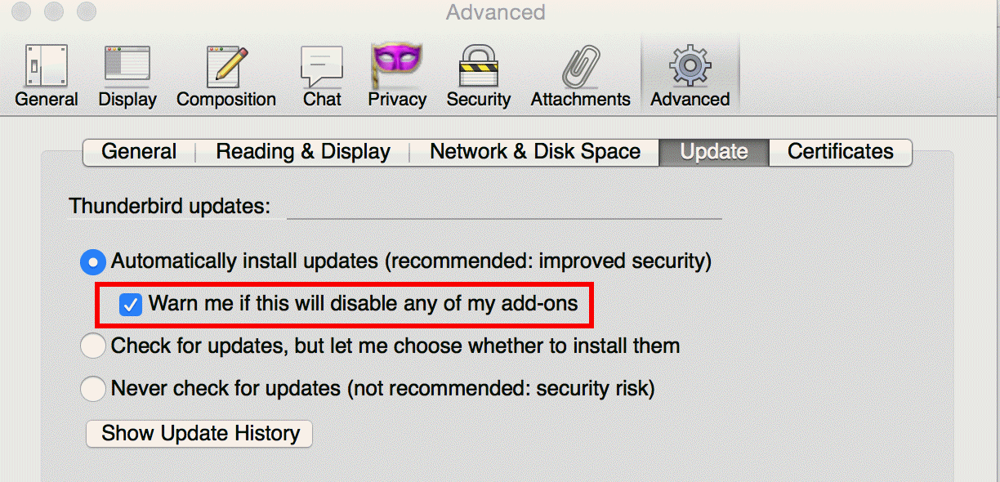 Advanced
General Display Composition Chat Privacy Security Attachments Advanced
General Reading & Display Network & Disk Space Update Certificates
Thunderbird updates:
Automatically install updates (recommended: improved security)
Warn me if this will disable any of my add-ons
Check for updates, but let me choose whether to install them
Never check for updates (not recommended: security risk)
Show Update History